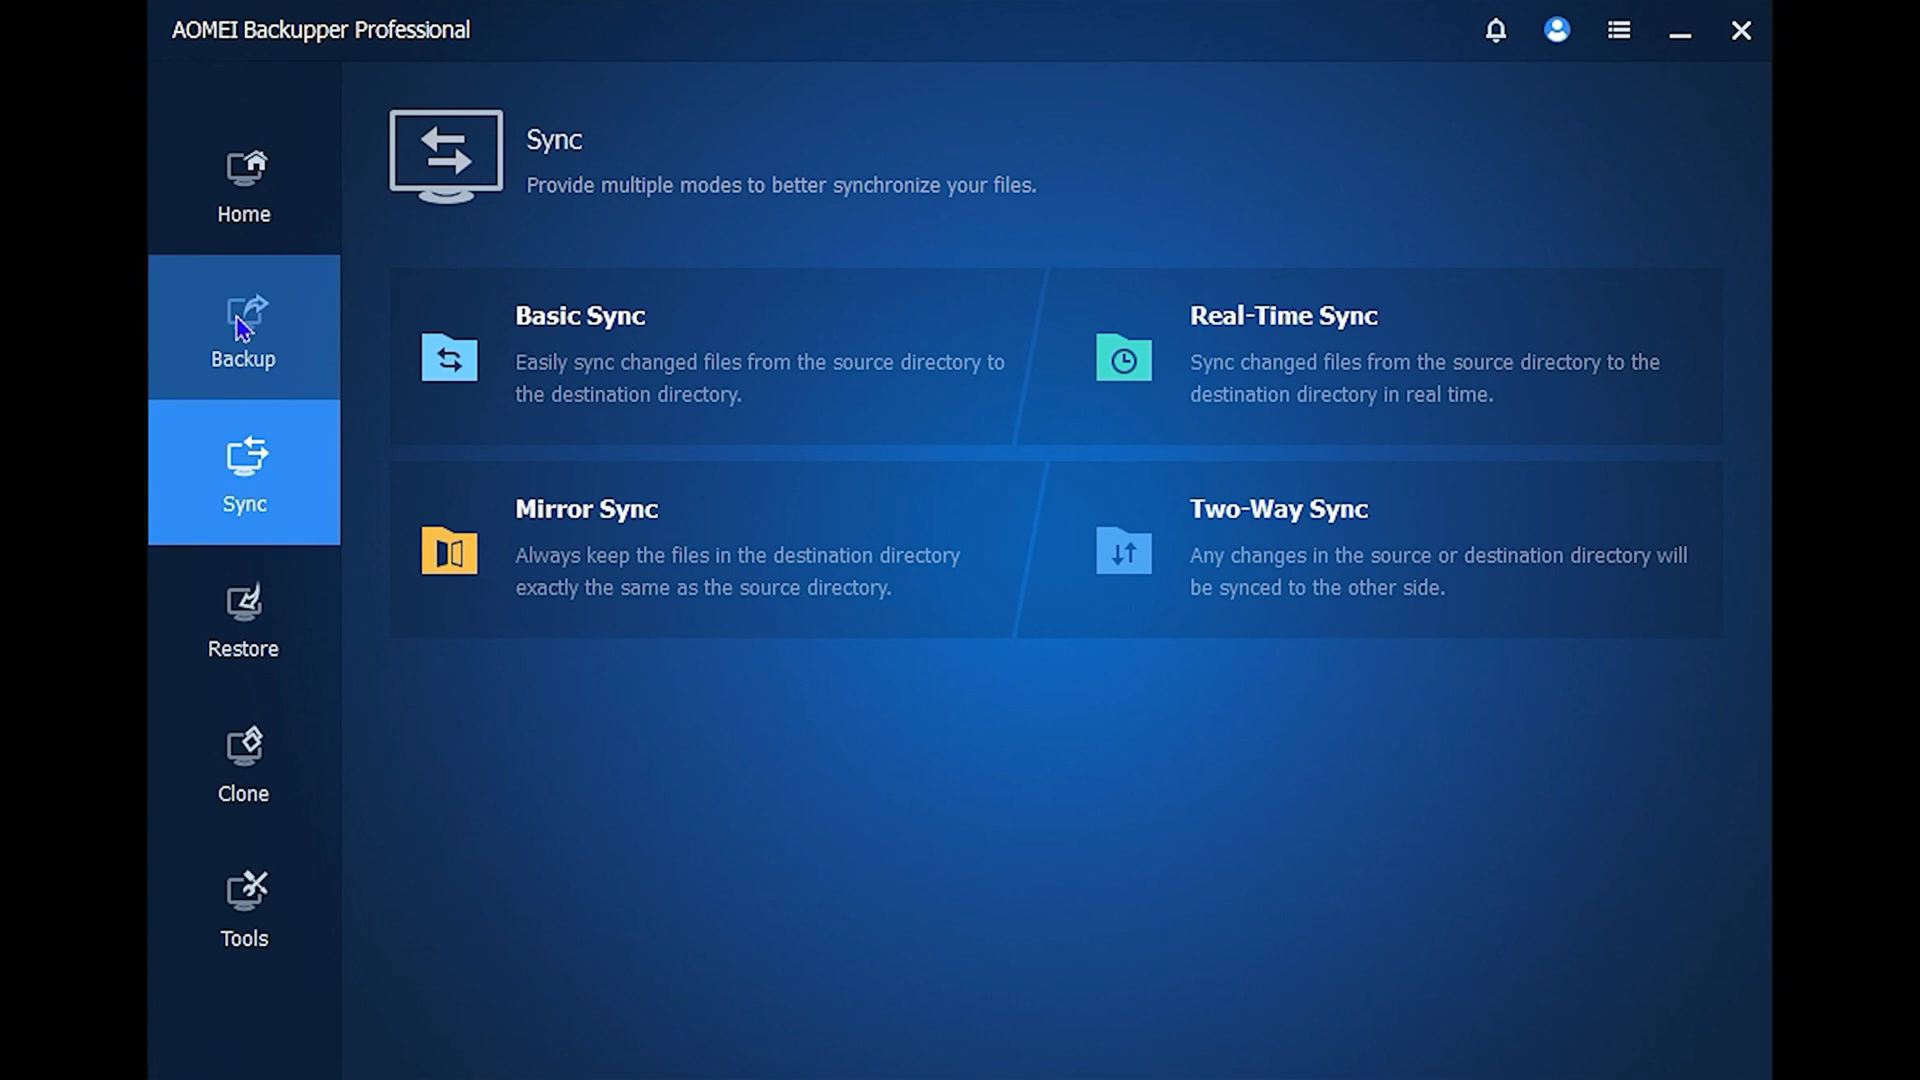 AOMEI Backupper Professional
Home
Backup
Sync
Restore
Clone
Tools
Sync
Provide multiple modes to better synchronize your files.
Basic Sync
Easily sync changed files from the source directory to
the destination directory.
Real-Time Sync
Sync changed files from the source directory to the
destination directory in real time.
Mirror Sync
Always keep the files in the destination directory
exactly the same as the source directory.
Two-Way Sync
Any changes in the source or destination directory will
be synced to the other side.